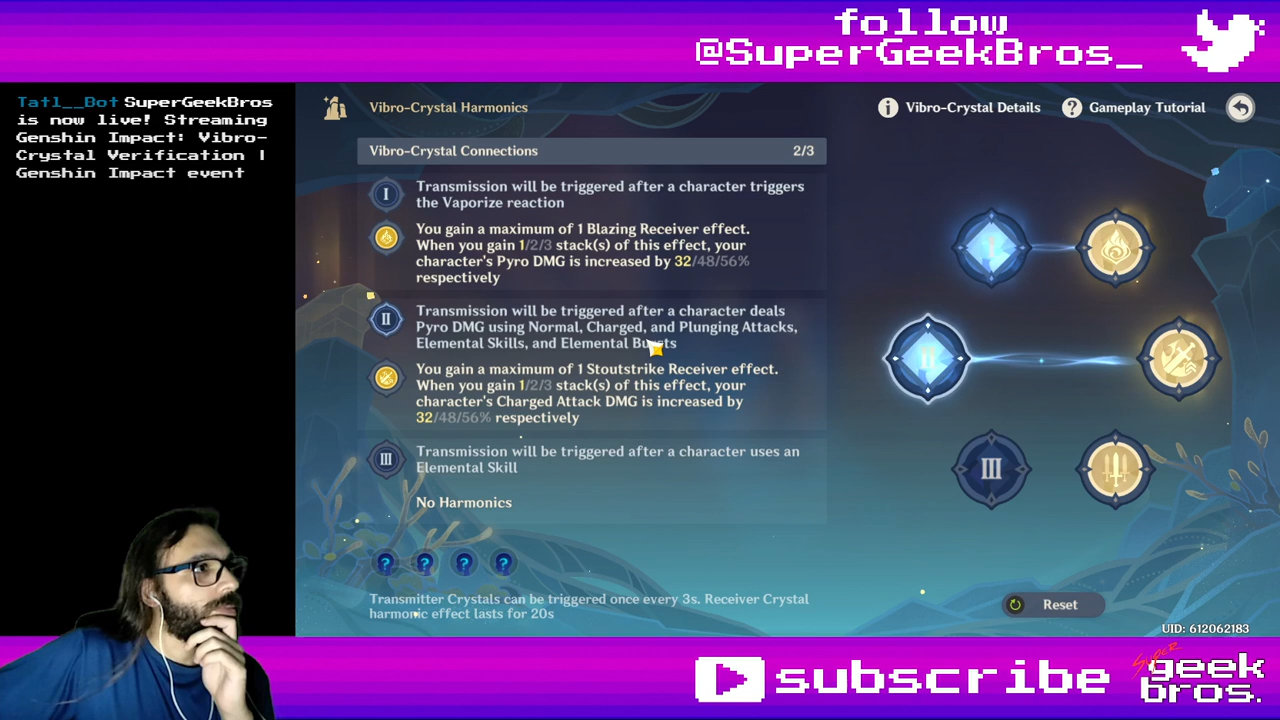 follow
@SuperGeekBros_
Tatl__Bot SuperGeekBros
is now live! Streaming
Genshin Impact: Vibro-
Crystal Verification |
Genshin Impact event
Vibro-Crystal Harmonics
Vibro-Crystal Details
Gameplay Tutorial
Vibro-Crystal Connections 2/3
I
Transmission will be triggered after a character triggers
the Vaporize reaction
You gain a maximum of 1 Blazing Receiver effect.
When you gain 1/2/3 stack(s) of this effect, your
character's Pyro DMG is increased by 32/48/56%
respectively
II
Transmission will be triggered after a character deals
Pyro DMG using Normal, Charged, and Plunging Attacks,
Elemental Skills, and Elemental Bursts
You gain a maximum of 1 Stoutstrike Receiver effect.
When you gain 1/2/3 stack(s) of this effect, your
character's Charged Attack DMG is increased by
32/48/56% respectively
III
Transmission will be triggered after a character uses an
Elemental Skill
No Harmonics
? ? ? ?
Transmitter Crystals can be triggered once every 3s. Receiver Crystal
harmonic effect lasts for 20s
I
II
III
Reset
UID: 612062183
subscribe
Super
geek
bros.